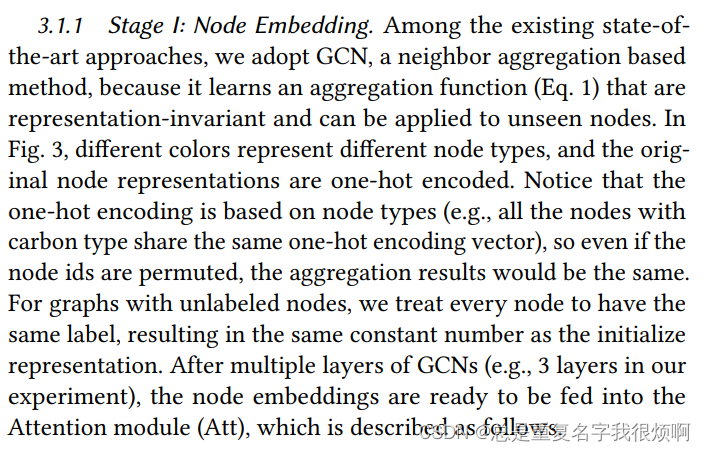 3.1.1 Stage I: Node Embedding. Among the existing state-of-
the-art approaches, we adopt GCN, a neighbor aggregation based
method, because it learns an aggregation function (Eq. 1) that are
representation-invariant and can be applied to unseen nodes. In
Fig. 3, different colors represent different node types, and the orig-
inal node representations are one-hot encoded. Notice that the
one-hot encoding is based on node types (e.g., all the nodes with
carbon type share the same one-hot encoding vector), so even if the
node ids are permuted, the aggregation results would be the same.
For graphs with unlabeled nodes, we treat every node to have the
same label, resulting in the same constant number as the initialize
representation. After multiple layers of GCNs (e.g., 3 layers in our
experiment), the node embeddings are ready to be fed into the
Attention module (Att), which is described as follows.
CSDN @总是重复名字我很烦啊